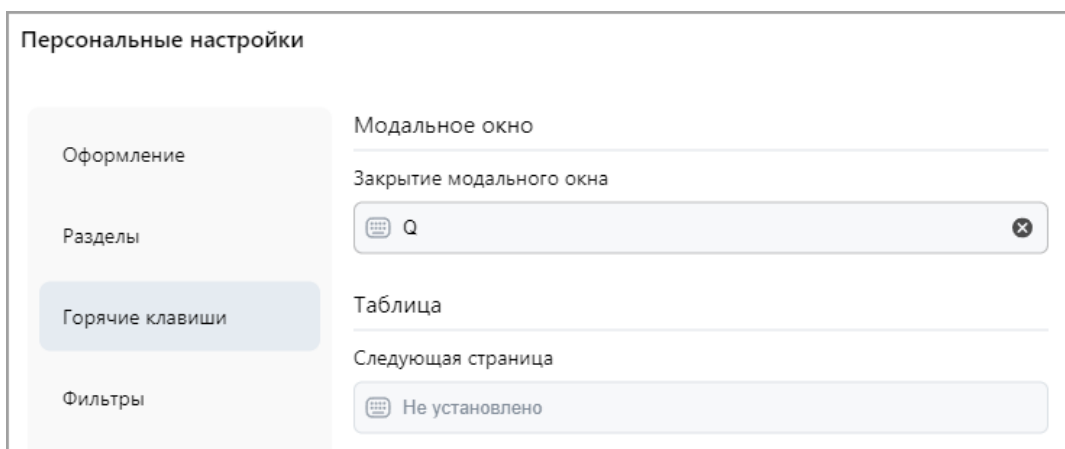 Персональные настройки
Оформление
Разделы
Горячие клавиши
Фильтры
Модальное окно
Закрытие модального окна
Q
Таблица
Следующая страница
Не установлено